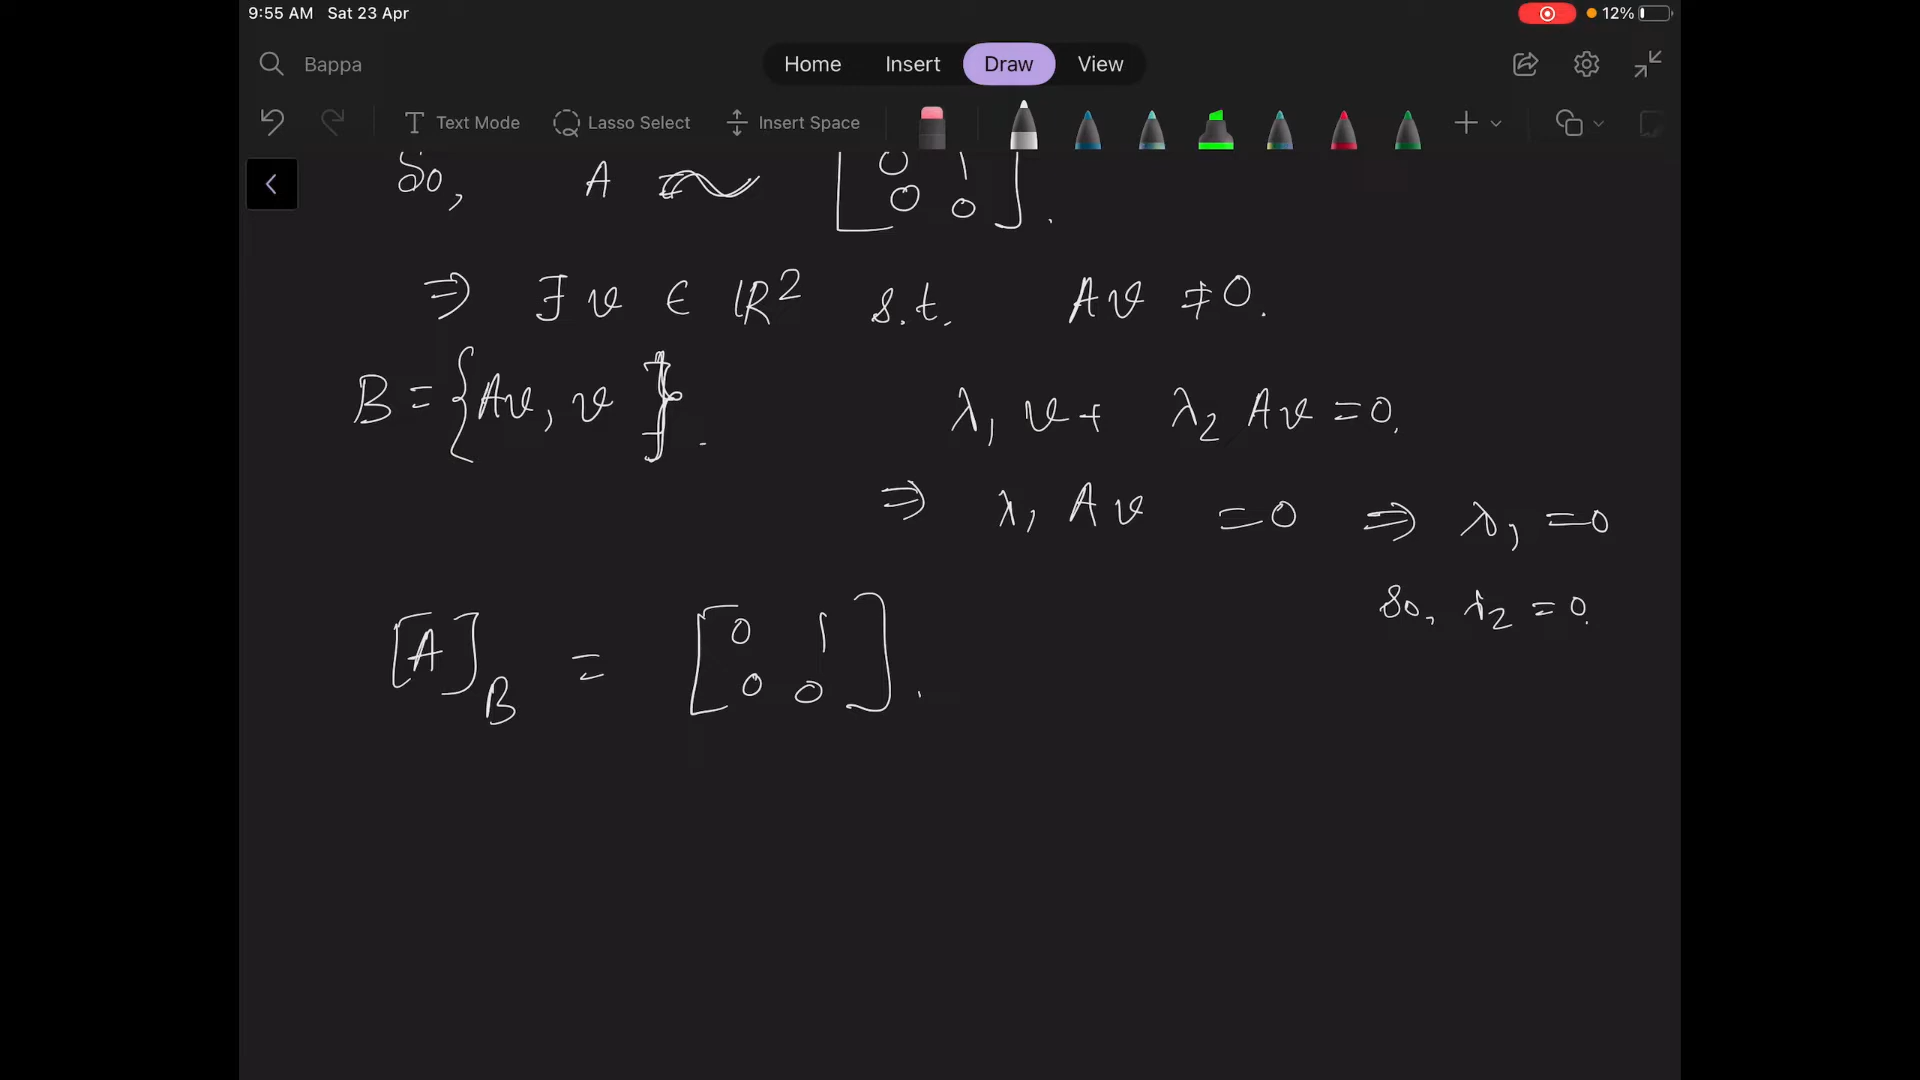 9:55 AM Sat 23 Apr 12%
Bappa Home Insert Draw View
Text Mode Lasso Select Insert Space
So, A ≈ [0 1
0 0].
⇒ ∃ v ∈ ℝ² s.t. Av ≠ 0.
B = {Av, v}. λ₁ v + λ₂ Av = 0.
⇒ λ₁ Av = 0 ⇒ λ₁ = 0
So, λ₂ = 0.
[A]_B = [0 1
0 0].